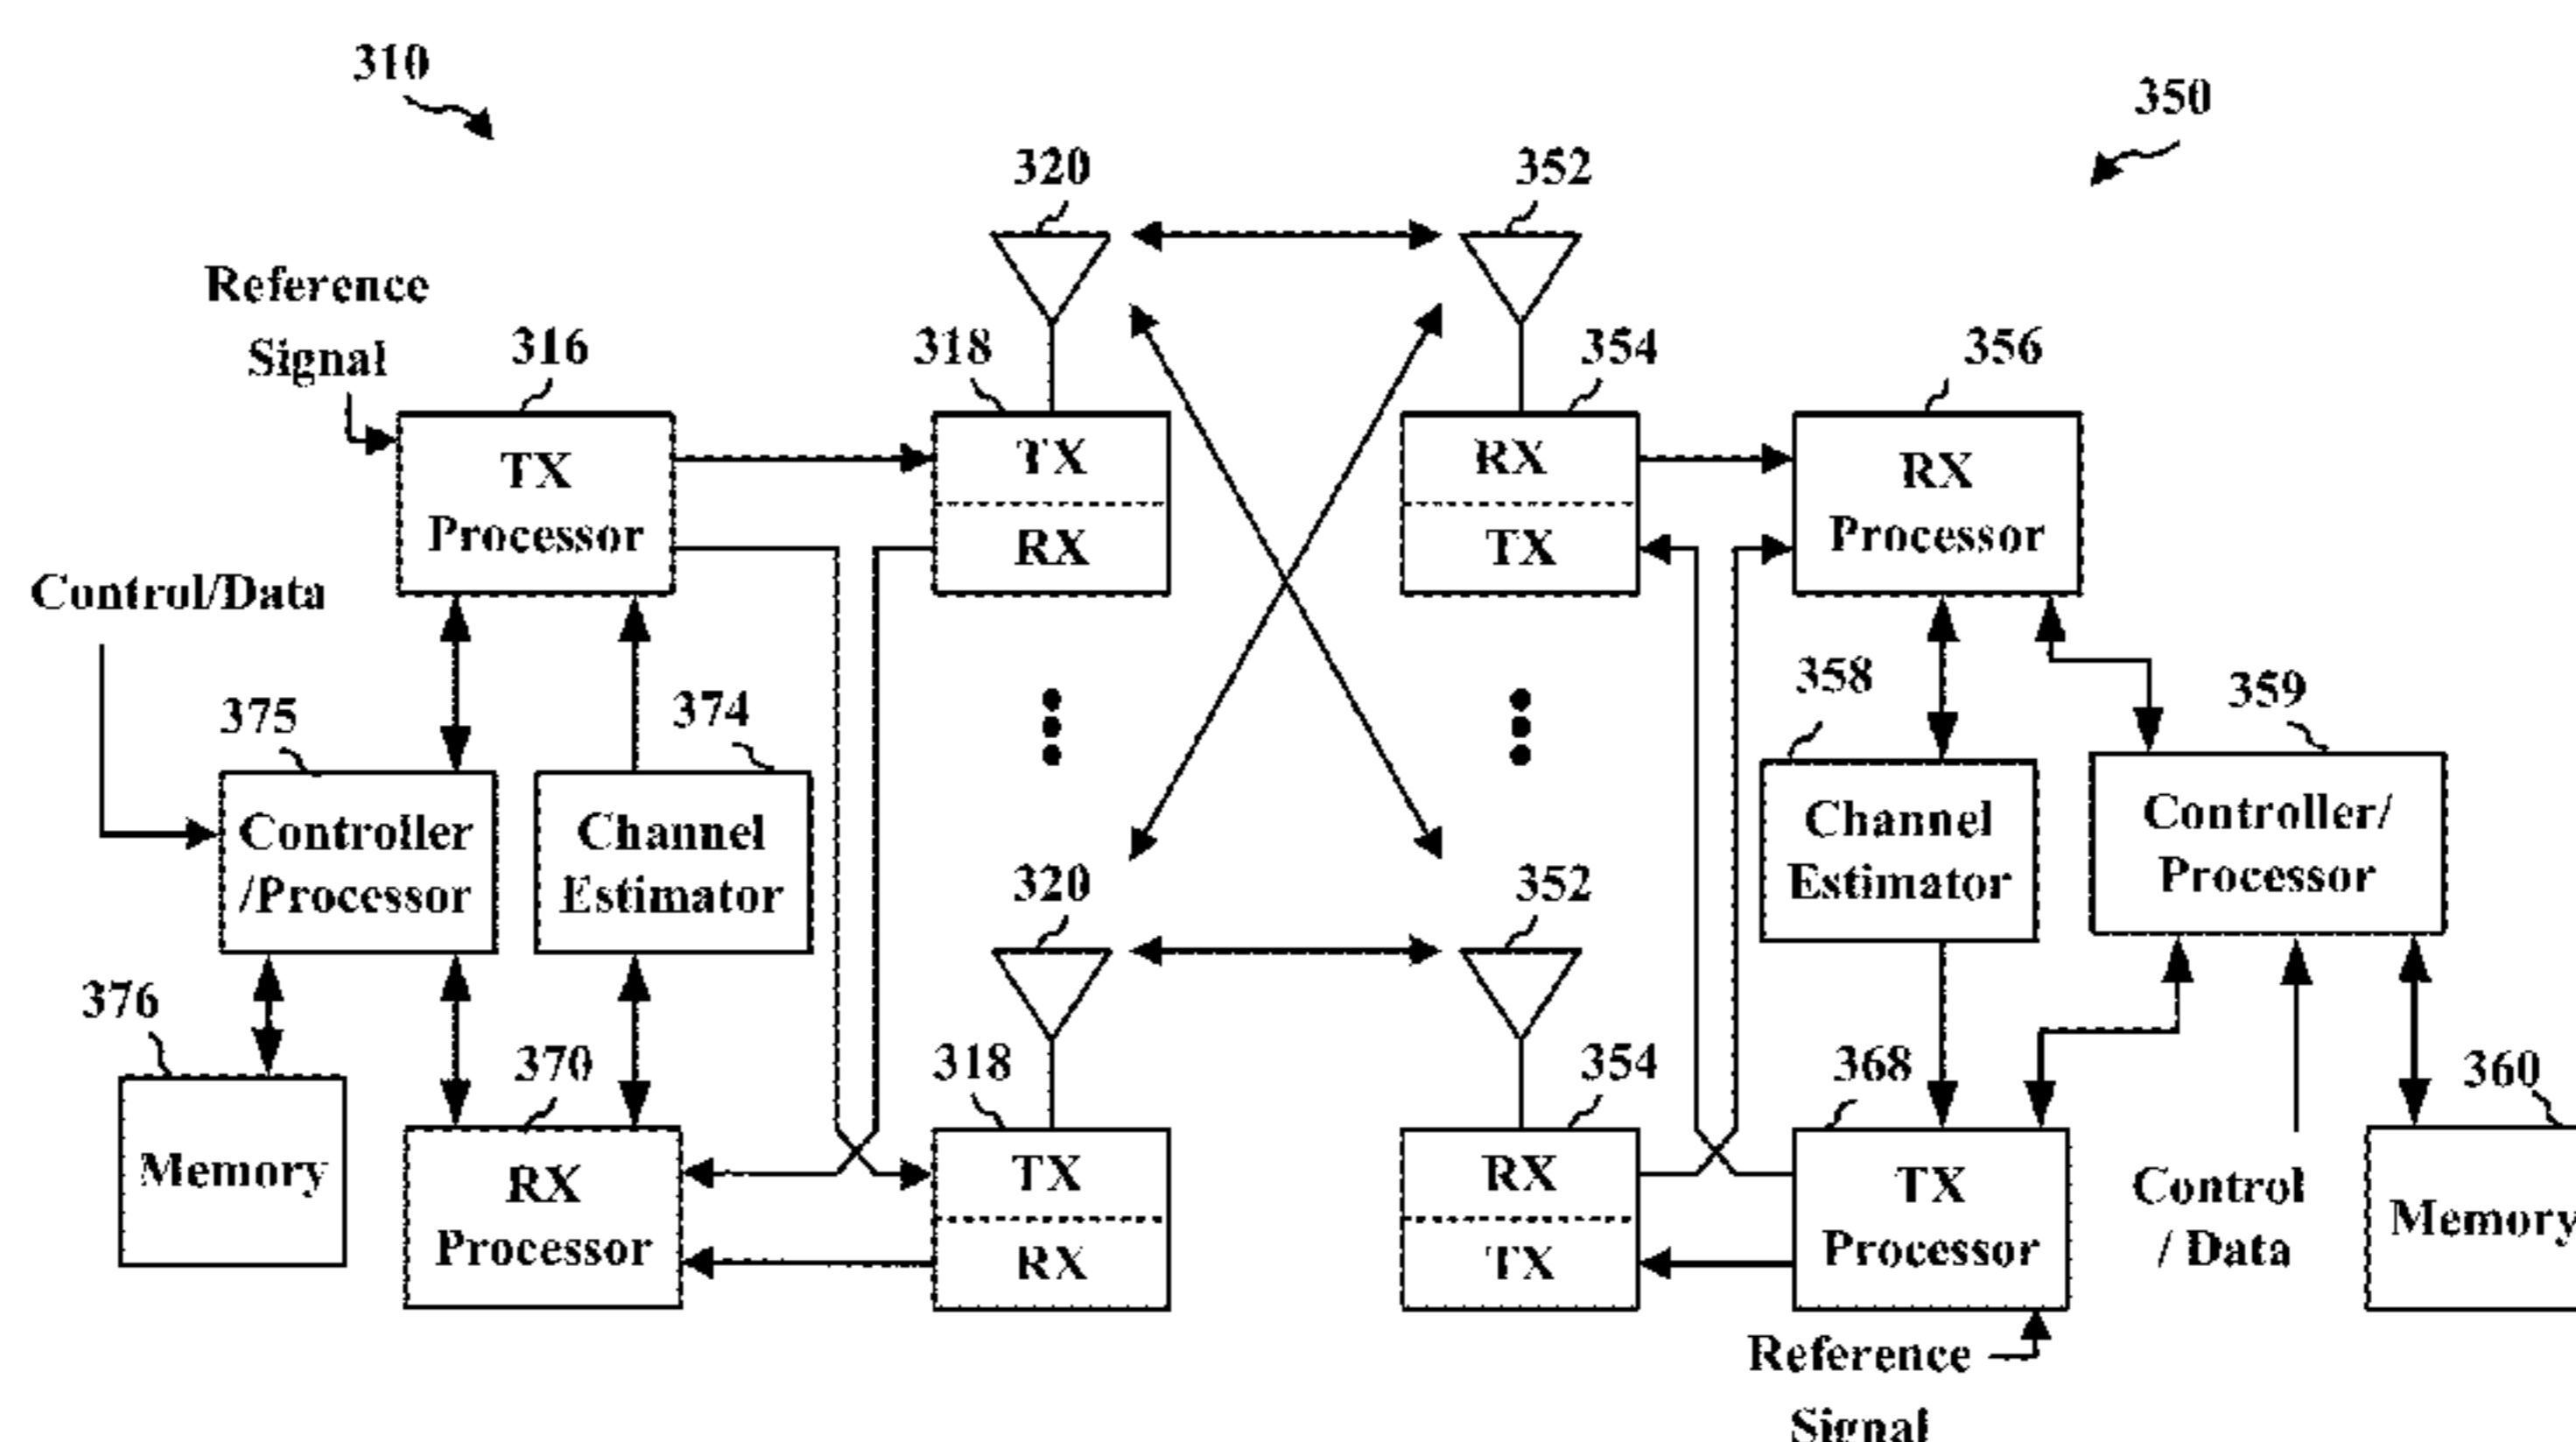 310
350
320
352
Reference
Signal
316
318
354
356
TX
Processor
TX
RX
RX
TX
RX
Processor
Control/Data
375
374
358
359
Controller
/Processor
Channel
Estimator
Channel
Estimator
Controller/
Processor
320
352
376
370
318
354
368
360
Memory
RX
Processor
TX
RX
RX
TX
TX
Processor
Control
/ Data
Memory
Reference
Signal